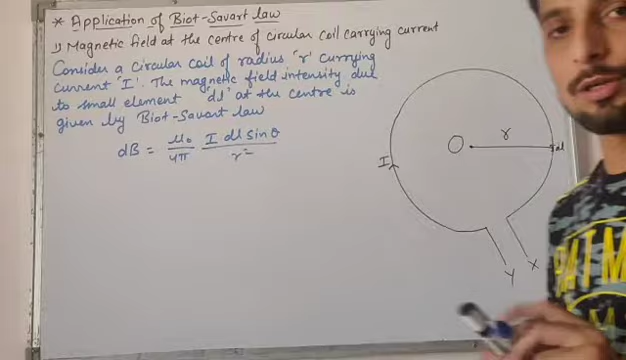 * Application of Biot-Savart law
1) Magnetic field at the centre of circular coil carrying current
Consider a circular coil of radius 'r' currying
current 'I'. The magnetic field intensity due
to small element 'dl' at the centre is
given by Biot-Savart law
dB = μ₀/4π I dl sinθ/r²
O
r
dl
I
X
Y